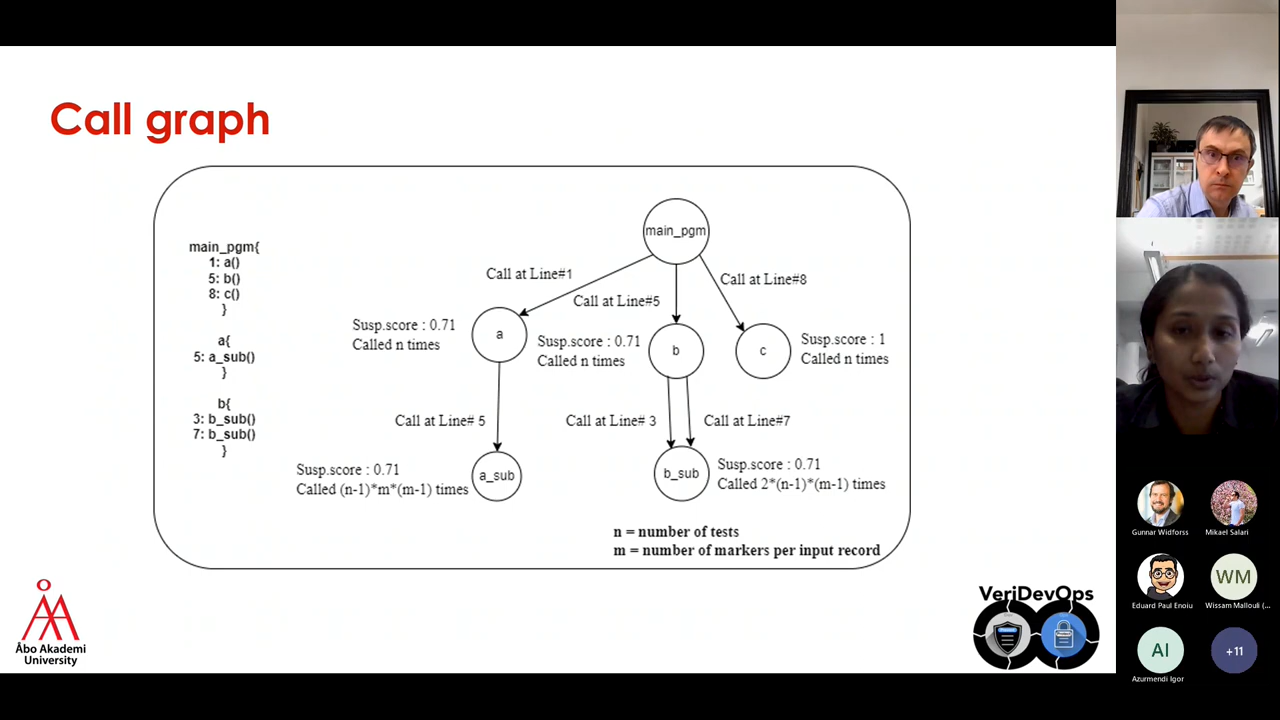 Call graph
main_pgm{
1: a()
5: b()
8: c()
}
a{
5: a_sub()
}
b{
3: b_sub()
7: b_sub()
}
main_pgm
Call at Line#1
Call at Line#5
Call at Line#8
Susp.score : 0.71
Called n times
a
Susp.score : 0.71
Called n times
b
c
Susp.score : 1
Called n times
Call at Line# 5
Call at Line# 3
Call at Line#7
Susp.score : 0.71
Called (n-1)*m*(m-1) times
a_sub
b_sub
Susp.score : 0.71
Called 2*(n-1)*(m-1) times
n = number of tests
m = number of markers per input record
Åbo Akademi
University
VeriDevOps
Gunnar Widforss
Mikael Salari
Eduard Paul Enoiu
WM
Wissam Mallouli (...
AI
Azurmendi Igor
+11